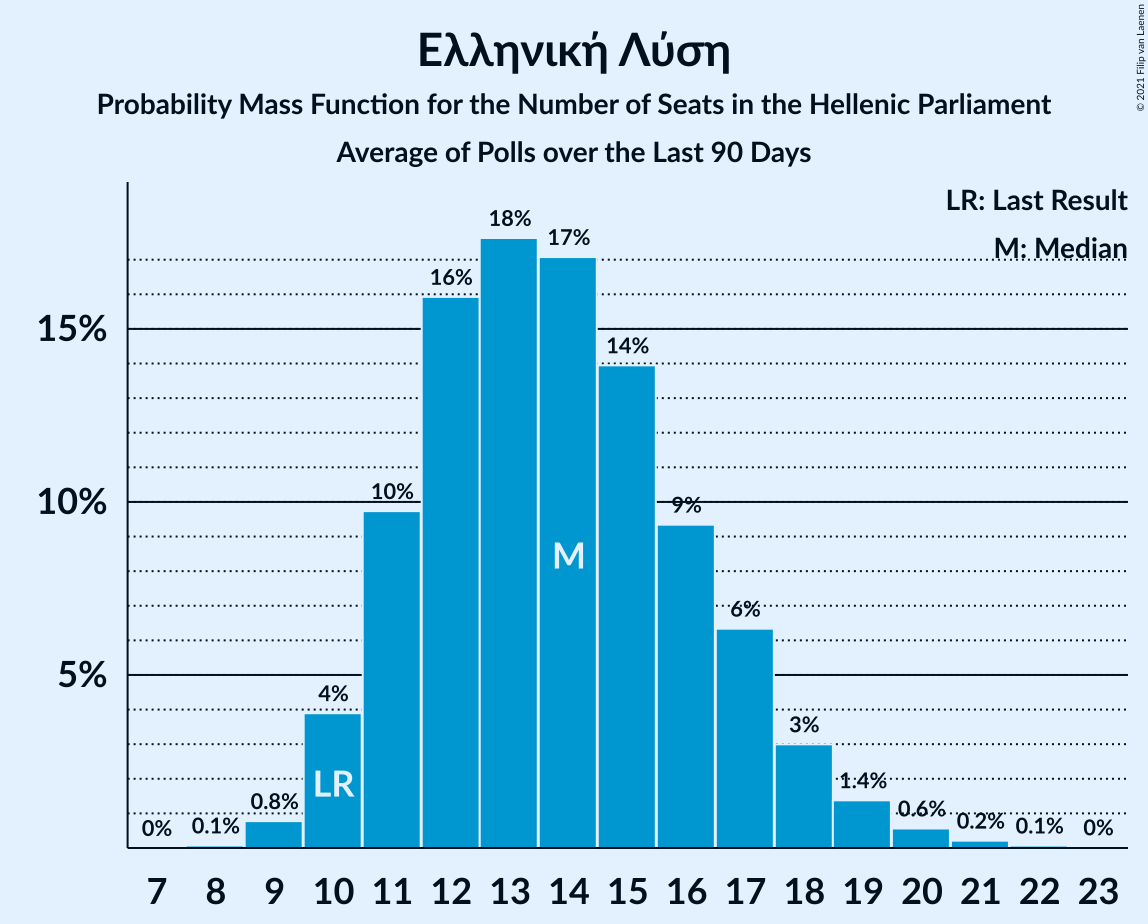 Ελληνική Λύση
Probability Mass Function for the Number of Seats in the Hellenic Parliament
Average of Polls over the Last 90 Days
© 2021 Filip van Laenen
LR: Last Result
M: Median
18%
17%
16%
15%
14%
10%
10%
9%
M
6%
5%
4%
3%
LR
1.4%
0.8%
0.6%
0.2%
0%
0.1%
0.1%
0%
7 8 9 10 11 12 13 14 15 16 17 18 19 20 21 22 23